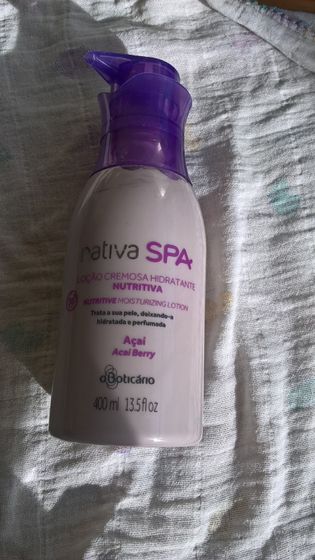 nativa SPA
LOÇÃO CREMOSA HIDRATANTE
NUTRITIVA
NUTRITIVE MOISTURIZING LOTION
Trata a sua pele, deixando-a
hidratada e perfumada
Açaí
Acai Berry
oBoticário
400 ml 13.5 fl oz